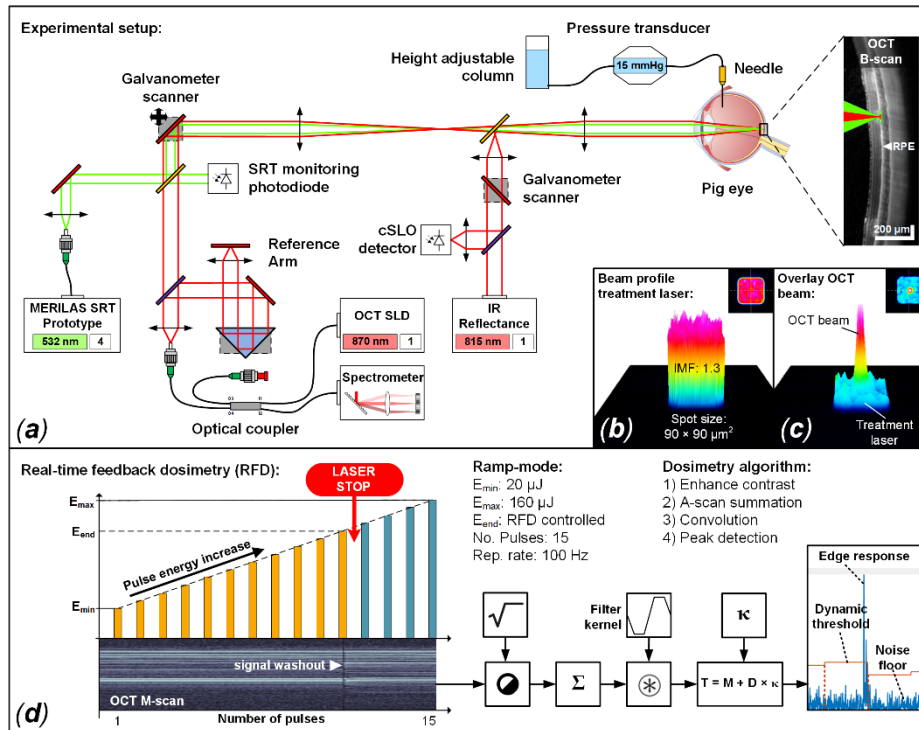 Experimental setup:
Pressure transducer
Height adjustable
column
15 mmHg
Needle
OCT
B-scan
RPE
200 µm
Galvanometer
scanner
SRT monitoring
photodiode
Pig eye
Galvanometer
scanner
cSLO
detector
Reference
Arm
MERILAS SRT
Prototype
532 nm
4
OCT SLD
870 nm
1
IR
Reflectance
815 nm
1
Spectrometer
Optical coupler
(a)
Beam profile
treatment laser:
IMF: 1.3
Spot size:
90 × 90 µm²
(b)
Overlay OCT
beam:
OCT beam
Treatment
laser
(c)
Real-time feedback dosimetry (RFD):
LASER
STOP
Emax
Eend
Emin
Pulse energy increase
signal washout
OCT M-scan
1
Number of pulses
15
(d)
Ramp-mode:
Emin: 20 µJ
Emax: 160 µJ
Eend: RFD controlled
No. Pulses: 15
Rep. rate: 100 Hz
Dosimetry algorithm:
1) Enhance contrast
2) A-scan summation
3) Convolution
4) Peak detection
Filter
kernel
κ
√
Σ
T = M + D × κ
Edge response
Dynamic
threshold
Noise
floor